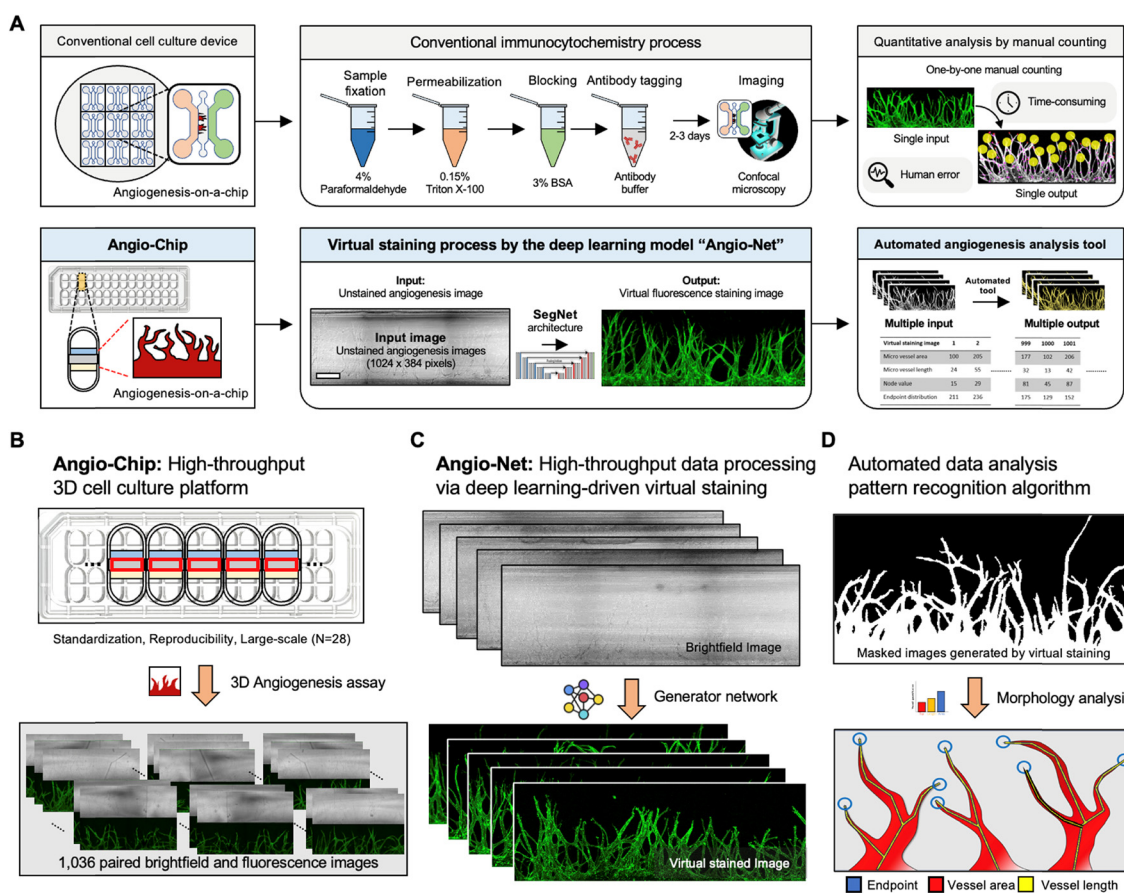 A
Conventional cell culture device
Angiogenesis-on-a-chip
Conventional immunocytochemistry process
Sample
fixation
Permeabilization
Blocking
Antibody tagging
Imaging
2-3 days
4%
Paraformaldehyde
0.15%
Triton X-100
3% BSA
Antibody
buffer
Confocal
microscopy
Quantitative analysis by manual counting
One-by-one manual counting
Time-consuming
Single input
Human error
Single output
Angio-Chip
Angiogenesis-on-a-chip
Virtual staining process by the deep learning model “Angio-Net”
Input:
Unstained angiogenesis image
Output:
Virtual fluorescence staining image
Input image
Unstained angiogenesis images
(1024 x 384 pixels)
SegNet
architecture
Automated angiogenesis analysis tool
Automated
tool
Multiple input
Multiple output
Virtual staining image 1 2 999 1000 1001
Micro vessel area 100 205 177 102 206
Micro vessel length 24 55 ......... 32 13 42 .........
Node value 15 29 81 45 87
Endpoint distribution 211 236 175 129 152
B
Angio-Chip: High-throughput
3D cell culture platform
Standardization, Reproducibility, Large-scale (N=28)
3D Angiogenesis assay
1,036 paired brightfield and fluorescence images
C
Angio-Net: High-throughput data processing
via deep learning-driven virtual staining
Brightfield Image
Generator network
Virtual stained Image
D
Automated data analysis
pattern recognition algorithm
Masked images generated by virtual staining
Morphology analysis
Endpoint Vessel area Vessel length